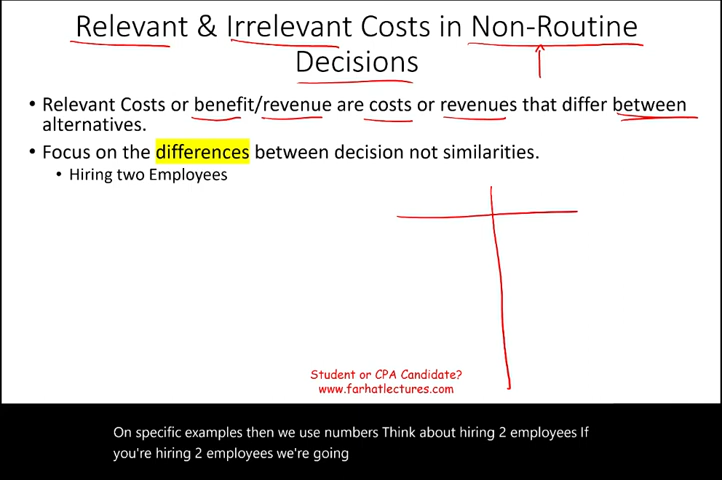 Relevant & Irrelevant Costs in Non-Routine
Decisions
• Relevant Costs or benefit/revenue are costs or revenues that differ between
alternatives.
• Focus on the differences between decision not similarities.
• Hiring two Employees
Student or CPA Candidate?
www.farhatlectures.com
On specific examples then we use numbers Think about hiring 2 employees If
you're hiring 2 employees we're going